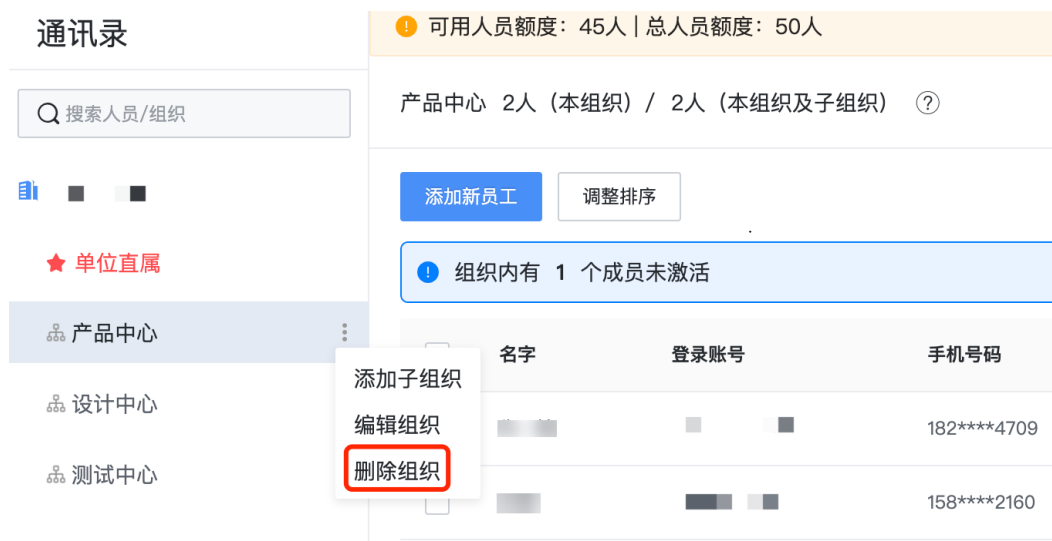 通讯录
搜索人员/组织
单位直属
产品中心
设计中心
测试中心
添加子组织
编辑组织
删除组织
可用人员额度：45人 | 总人员额度：50人
产品中心 2人（本组织）/ 2人（本组织及子组织）
添加新员工 调整排序
组织内有 1 个成员未激活
名字 登录账号 手机号码
182****4709
158****2160